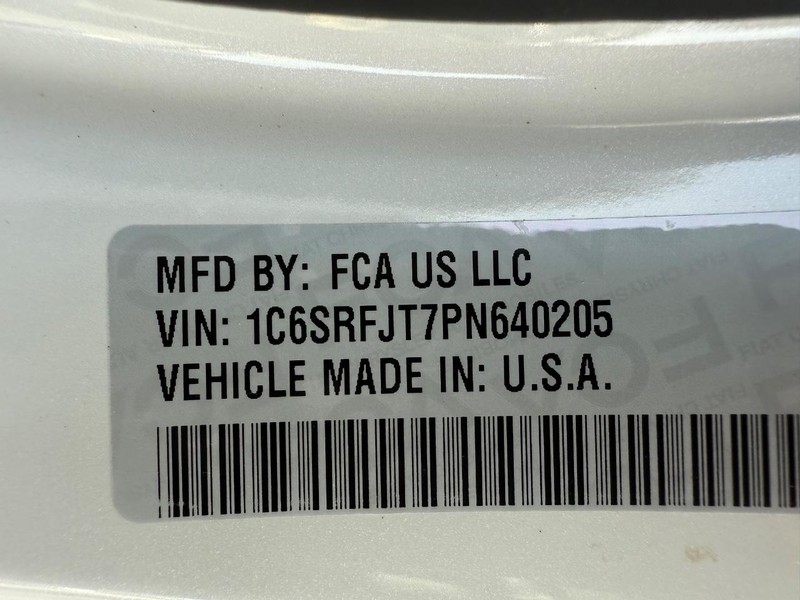 MFD BY: FCA US LLC
VIN: 1C6SRFJT7PN640205
VEHICLE MADE IN: U.S.A.